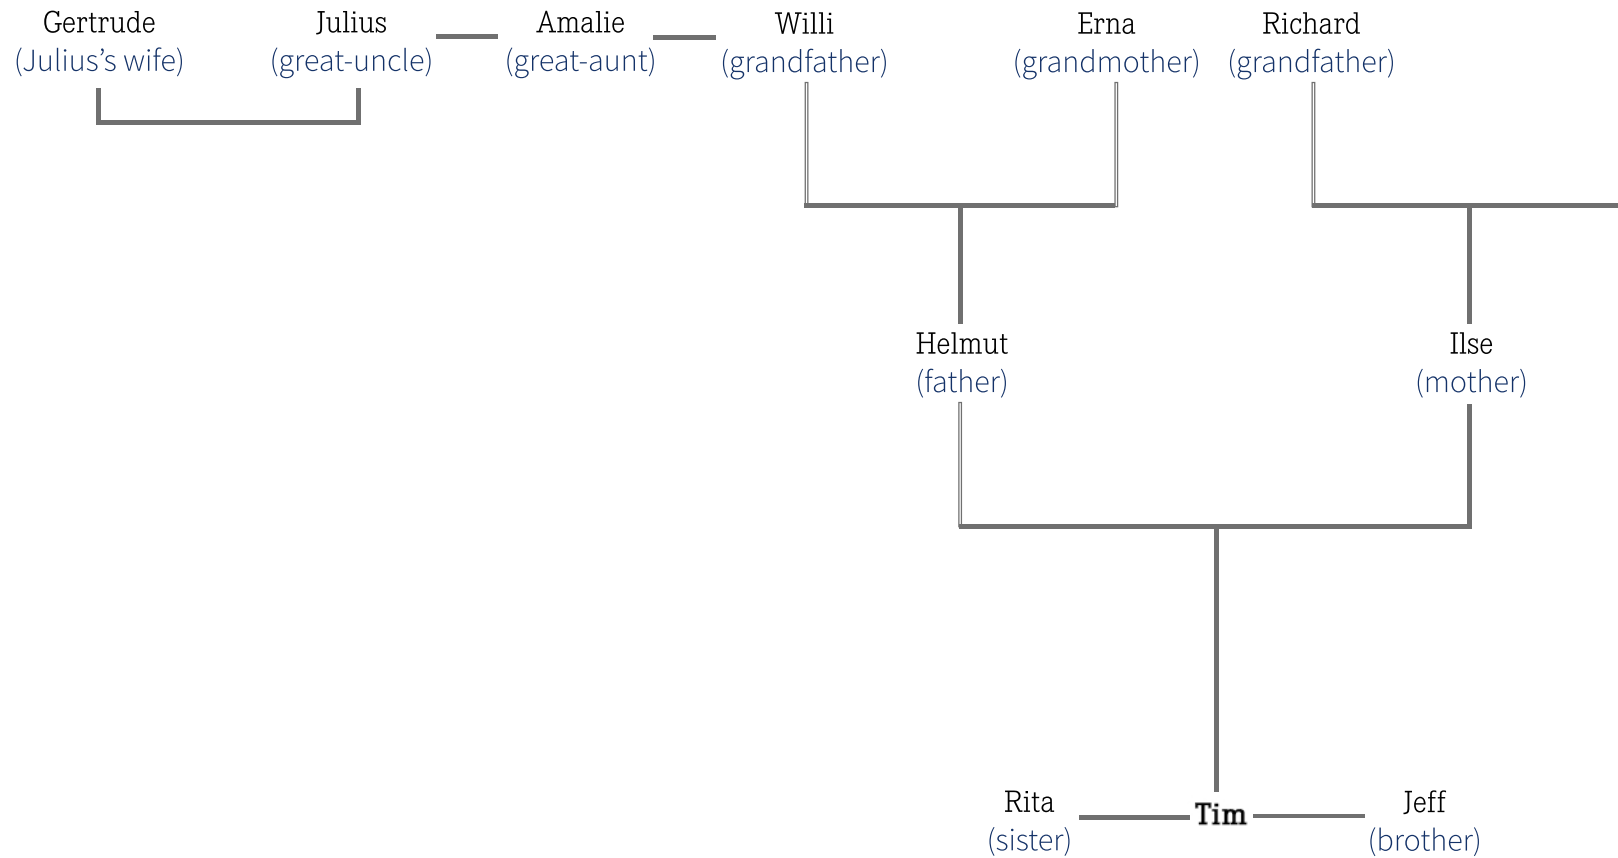 Gertrude
(Julius’s wife)
Julius
(great-uncle)
Amalie
(great-aunt)
Willi
(grandfather)
Erna
(grandmother)
Richard
(grandfather)
Helmut
(father)
Ilse
(mother)
Rita
(sister)
Tim
Jeff
(brother)